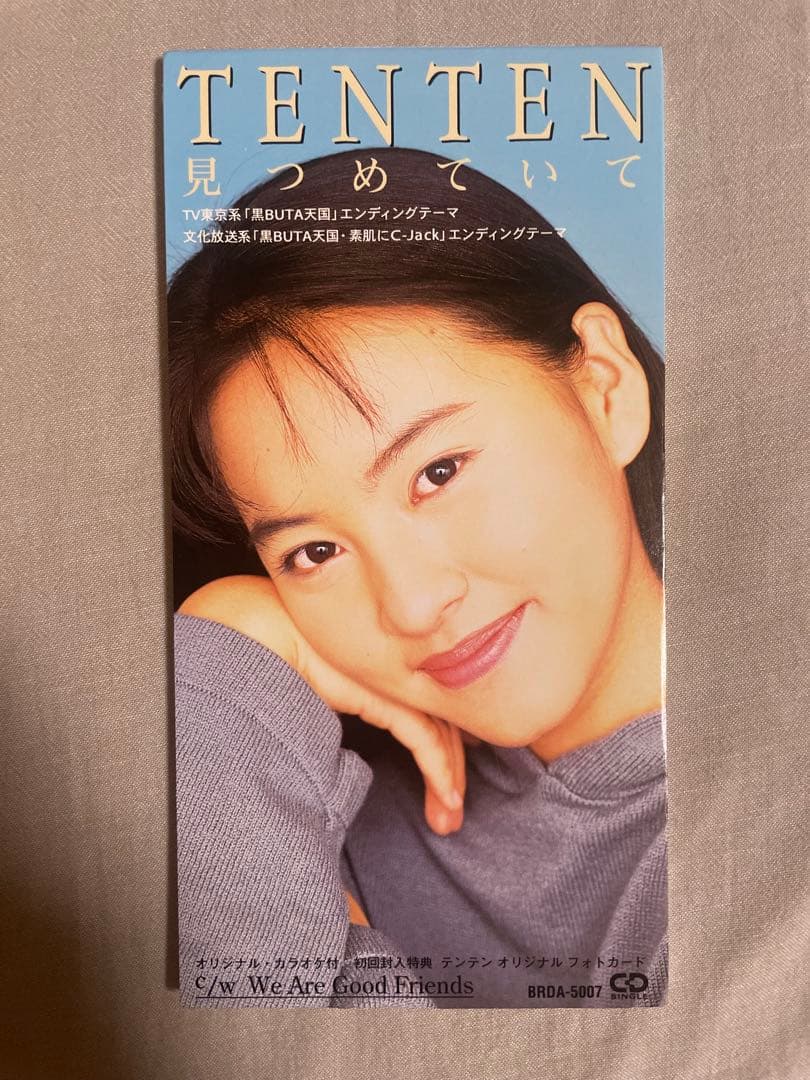 TENTEN
見つめていて
TV東京系「黒BUTA天国」エンディングテーマ
文化放送系「黒BUTA天国・素肌にC-Jack」エンディングテーマ
オリジナル・カラオケ付 初回封入特典 テンテン オリジナル フォトカード
c/w We Are Good Friends
BRDA-5007
CD
SINGLE